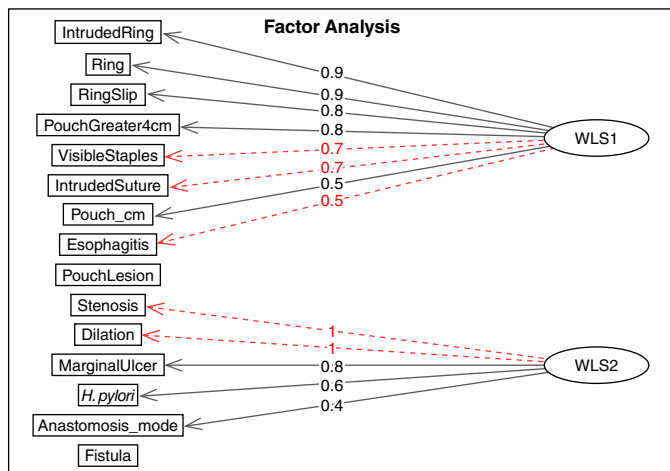 Factor Analysis
IntrudedRing
Ring
RingSlip
PouchGreater4cm
VisibleStaples
IntrudedSuture
Pouch_cm
Esophagitis
PouchLesion
Stenosis
Dilation
MarginalUlcer
H. pylori
Anastomosis_mode
Fistula
0.9
0.9
0.8
0.8
0.7
0.7
0.5
0.5
1
1
0.8
0.6
0.4
WLS1
WLS2